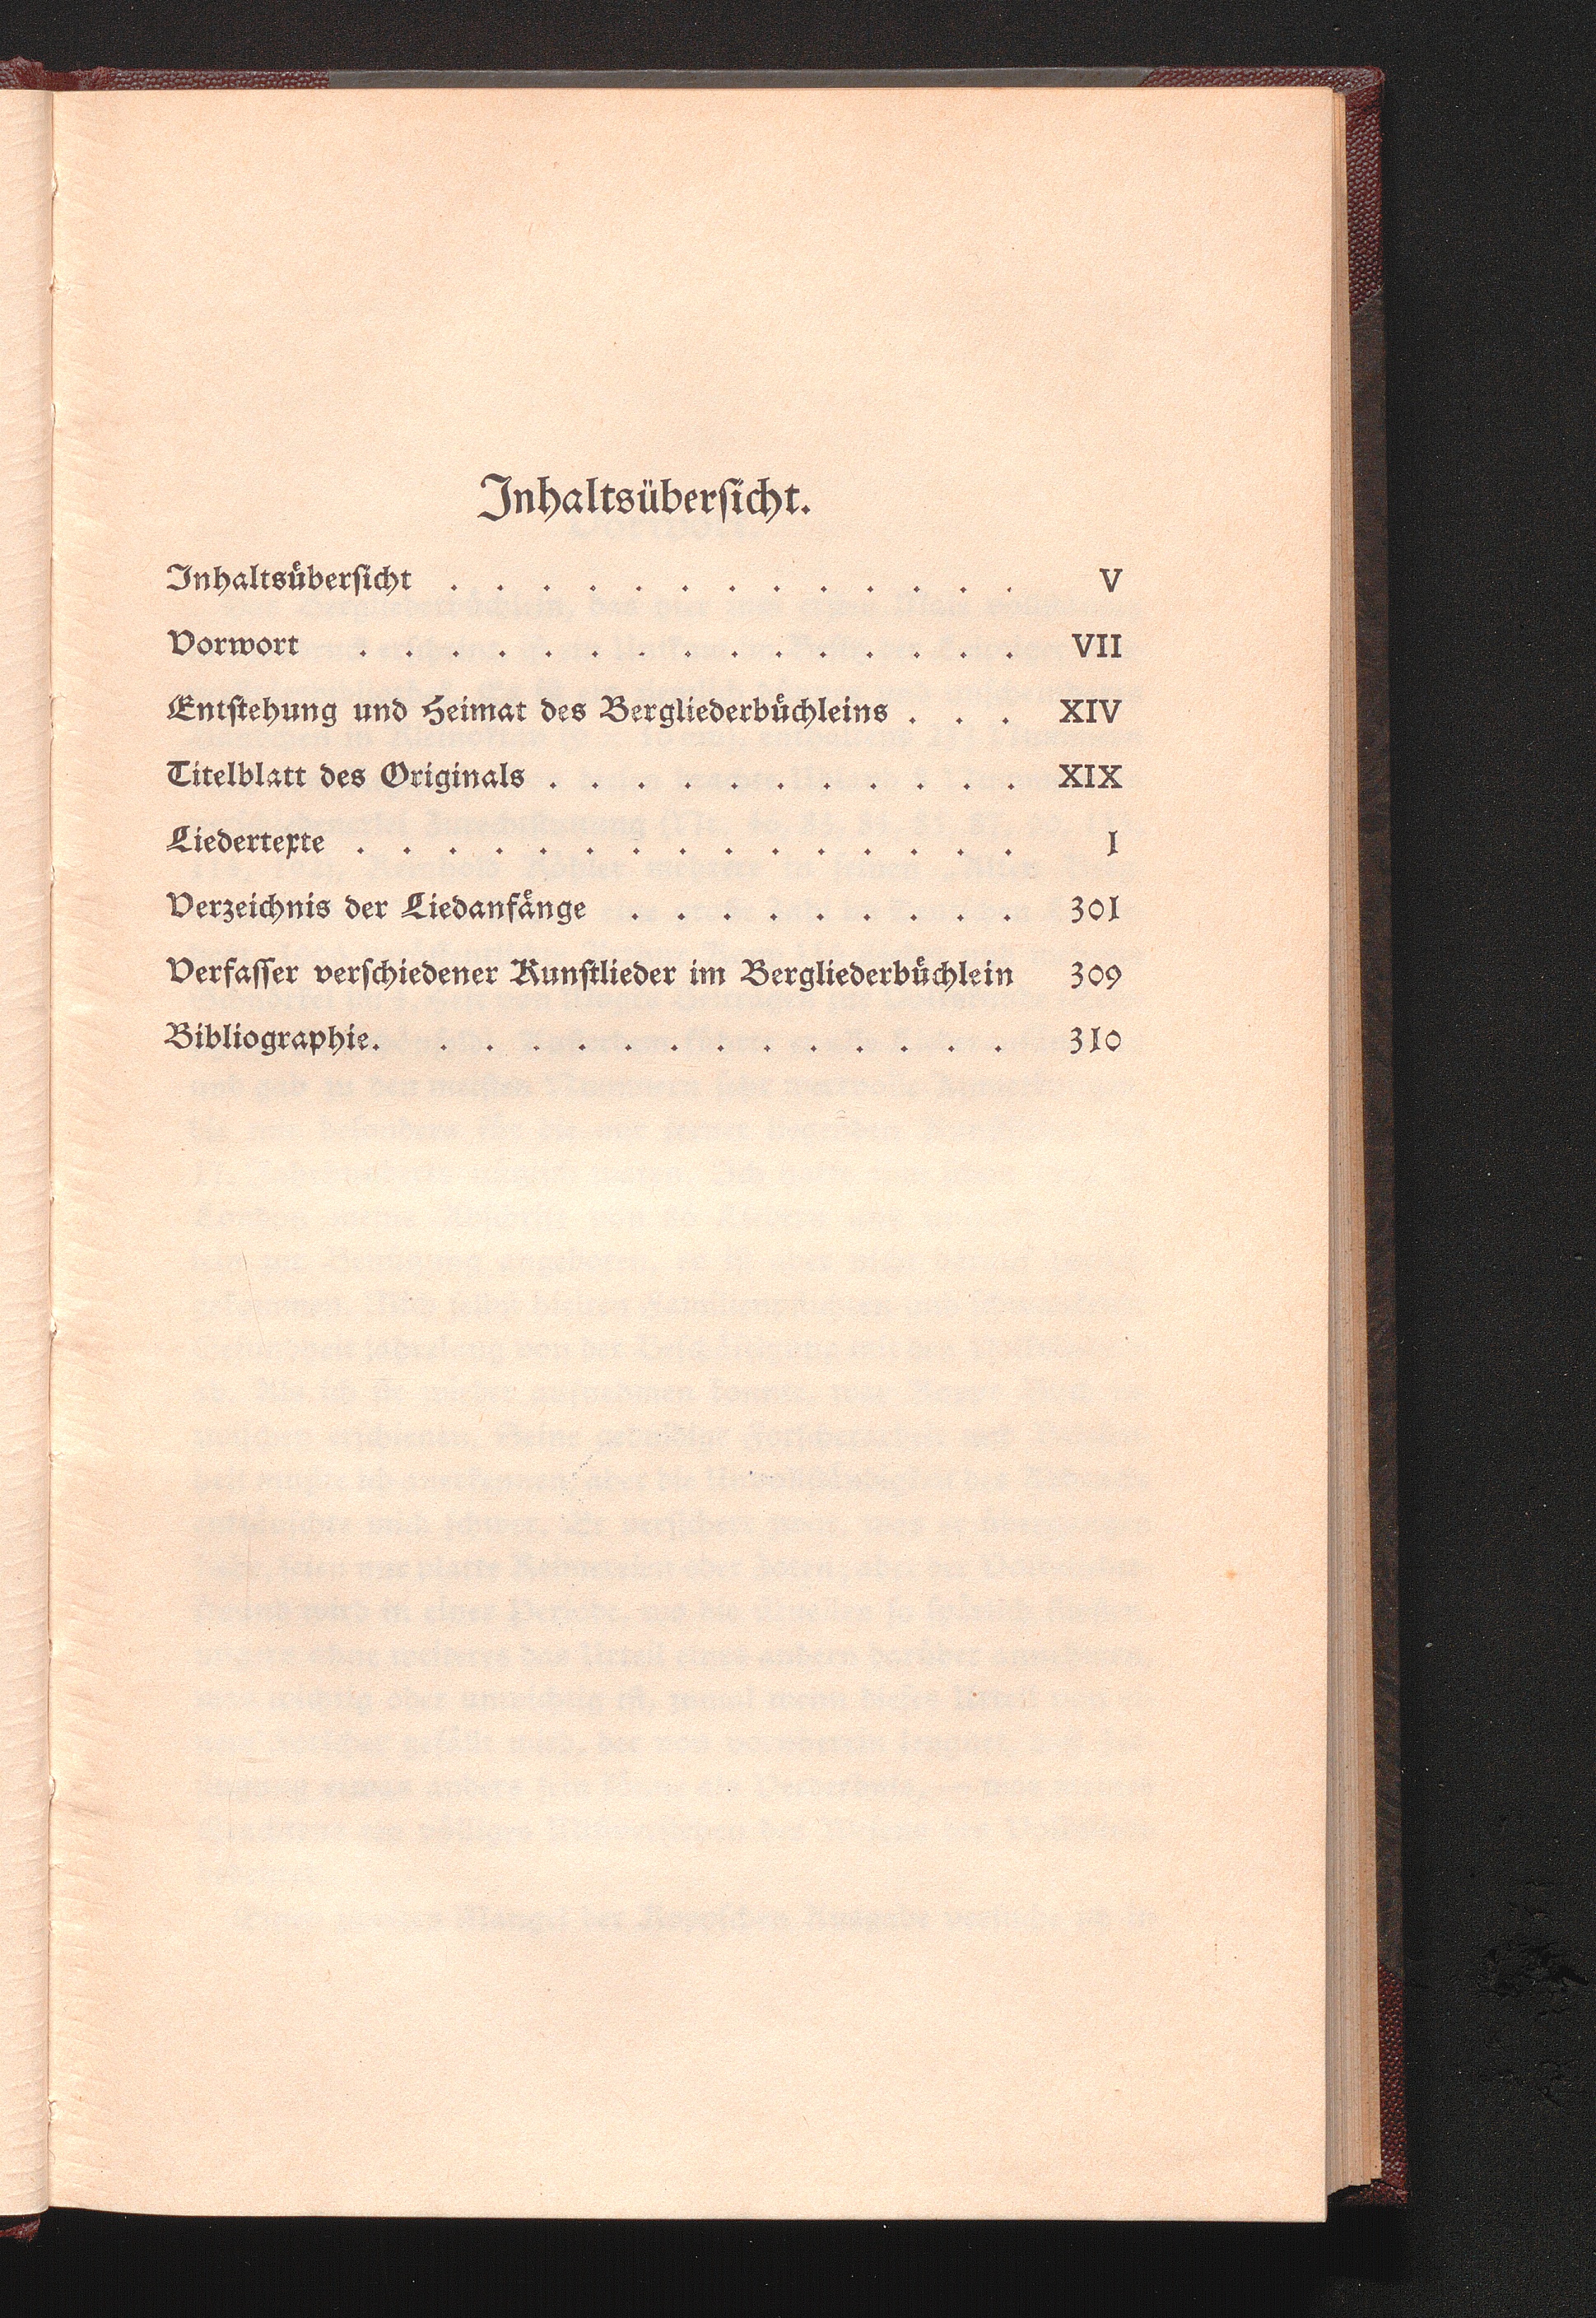 Inhaltsübersicht.
Inhaltsübersicht . . . . . . . . . . . . . V
Vorwort . . . . . . . . . . . . . . . VII
Entstehung und Heimat des Bergliederbüchleins . . . XIV
Titelblatt des Originals . . . . . . . . . . . XIX
Liedertexte . . . . . . . . . . . . . . . 1
Verzeichnis der Liedanfänge . . . . . . . . . 301
Verfasser verschiedener Kunstlieder im Bergliederbüchlein 309
Bibliographie. . . . . . . . . . . . . . 310